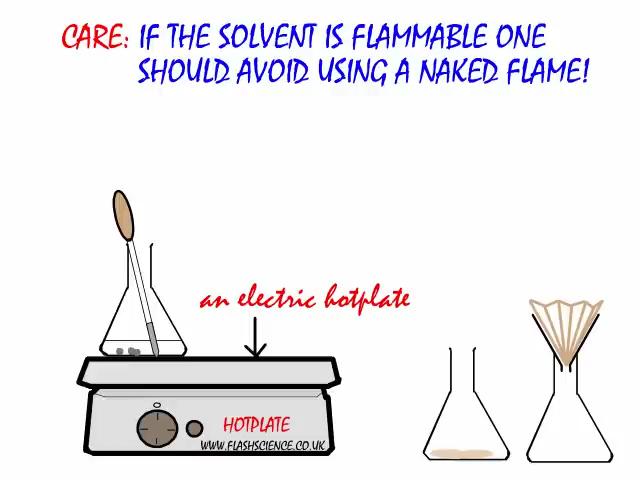 CARE: IF THE SOLVENT IS FLAMMABLE ONE
SHOULD AVOID USING A NAKED FLAME!
an electric hotplate
HOTPLATE
WWW.FLASHSCIENCE.CO.UK